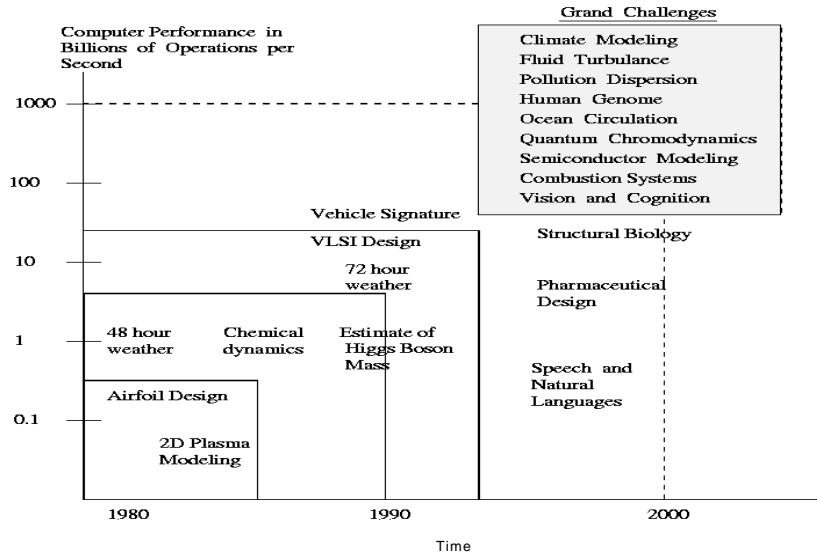 Grand Challenges
Computer Performance in
Billions of Operations per
Second
Climate Modeling
Fluid Turbulance
Pollution Dispersion
Human Genome
Ocean Circulation
Quantum Chromodynamics
Semiconductor Modeling
Combustion Systems
Vision and Cognition
1000
100
10
1
0.1
Vehicle Signature
VLSI Design
72 hour
weather
Structural Biology
Pharmaceutical
Design
48 hour
weather
Chemical
dynamics
Estimate of
Higgs Boson
Mass
Speech and
Natural
Languages
Airfoil Design
2D Plasma
Modeling
1980
1990
2000
Time